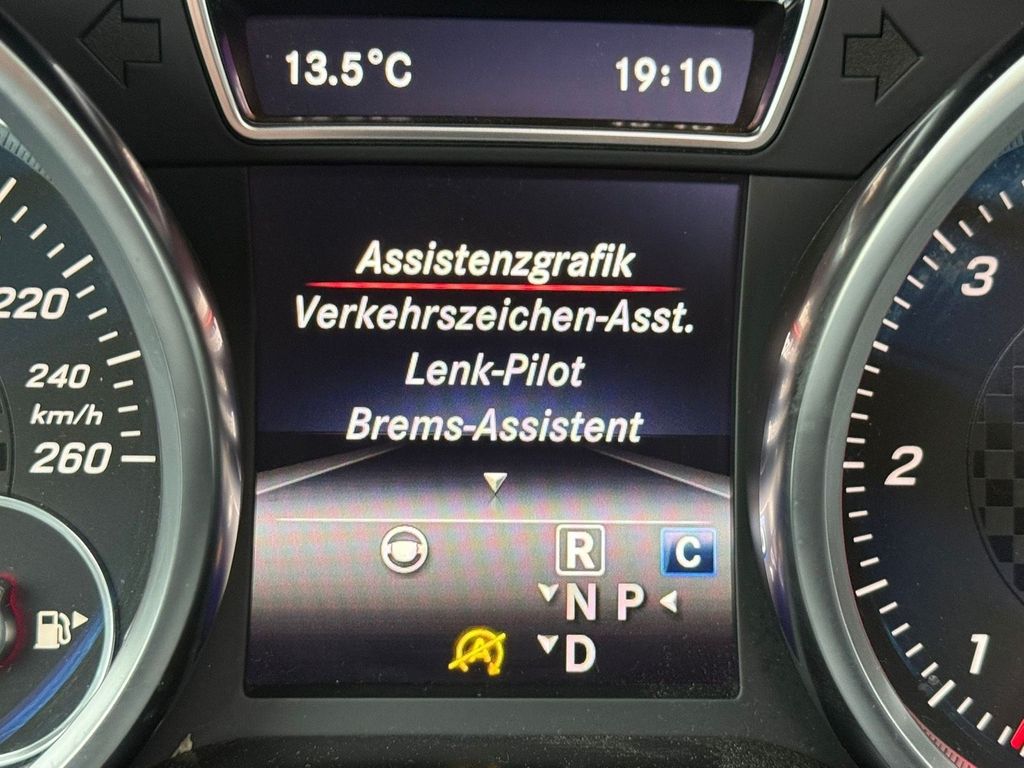 13.5°C 19:10
Assistenzgrafik
Verkehrszeichen-Asst.
Lenk-Pilot
Brems-Assistent
220
240
km/h
260
R C
N P
A D
3
2
1